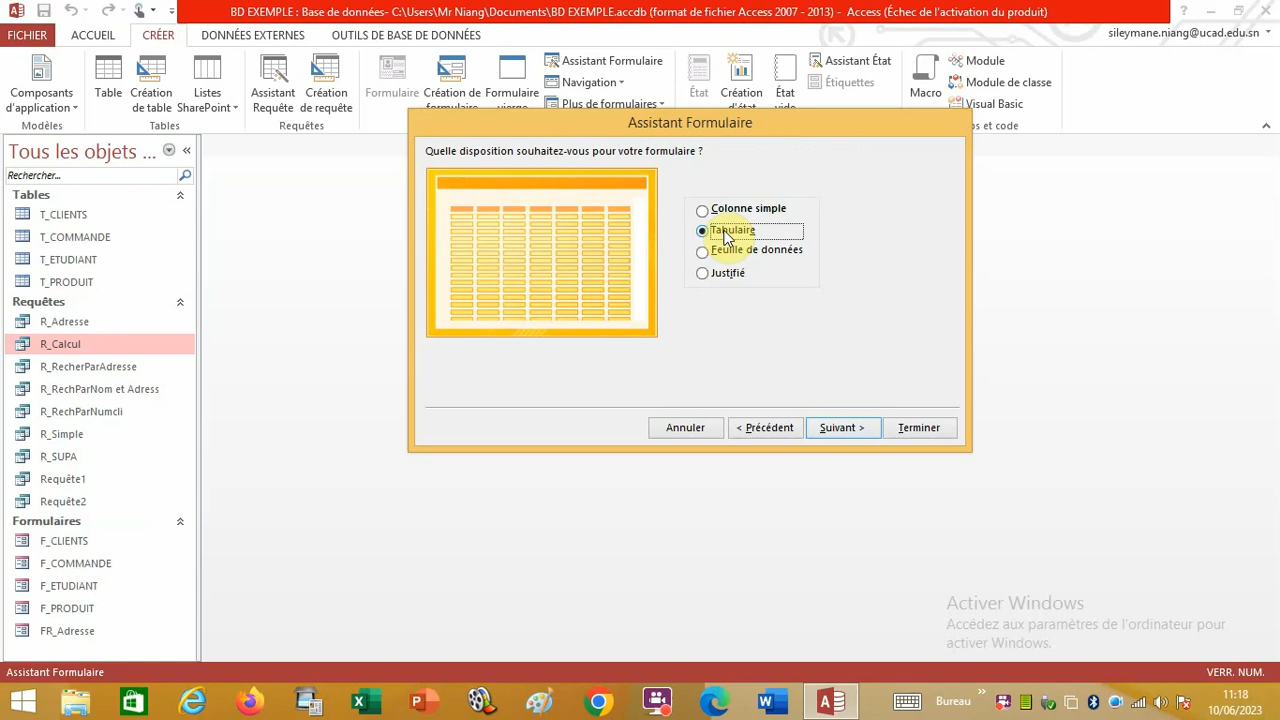 BD EXEMPLE : Base de données- C:\Users\Mr Niang\Documents\BD EXEMPLE.accdb (format de fichier Access 2007 - 2013) - Access (Échec de l'activation du produit)
FICHIER ACCUEIL CRÉER DONNÉES EXTERNES OUTILS DE BASE DE DONNÉES
sileymane.niang@ucad.edu.sn
Composants d'application
Table
Création de table
Listes SharePoint
Assistant Requête
Création de requête
Formulaire
Création de
Formulaire
Assistant Formulaire
Navigation
Plus de formulaires
État
Création
État
Assistant État
Étiquettes
Macro
Module
Module de classe
Visual Basic
Modèles
Tables
Requêtes
os et code
Tous les objets ...
Rechercher...
Tables
T_CLIENTS
T_COMMANDE
T_ETUDIANT
T_PRODUIT
Requêtes
R_Adresse
R_Calcul
R_RecherParAdresse
R_RechParNom et Adress
R_RechParNumcli
R_Simple
R_SUPA
Requête1
Requête2
Formulaires
F_CLIENTS
F_COMMANDE
F_ETUDIANT
F_PRODUIT
FR_Adresse
Assistant Formulaire
Quelle disposition souhaitez-vous pour votre formulaire ?
Colonne simple
Tabulaire
Feuille de données
Justifié
Annuler
< Précédent
Suivant >
Terminer
Activer Windows
Accédez aux paramètres de l'ordinateur pour
activer Windows.
Assistant Formulaire
VERR. NUM.
Bureau
11:18
10/06/2023